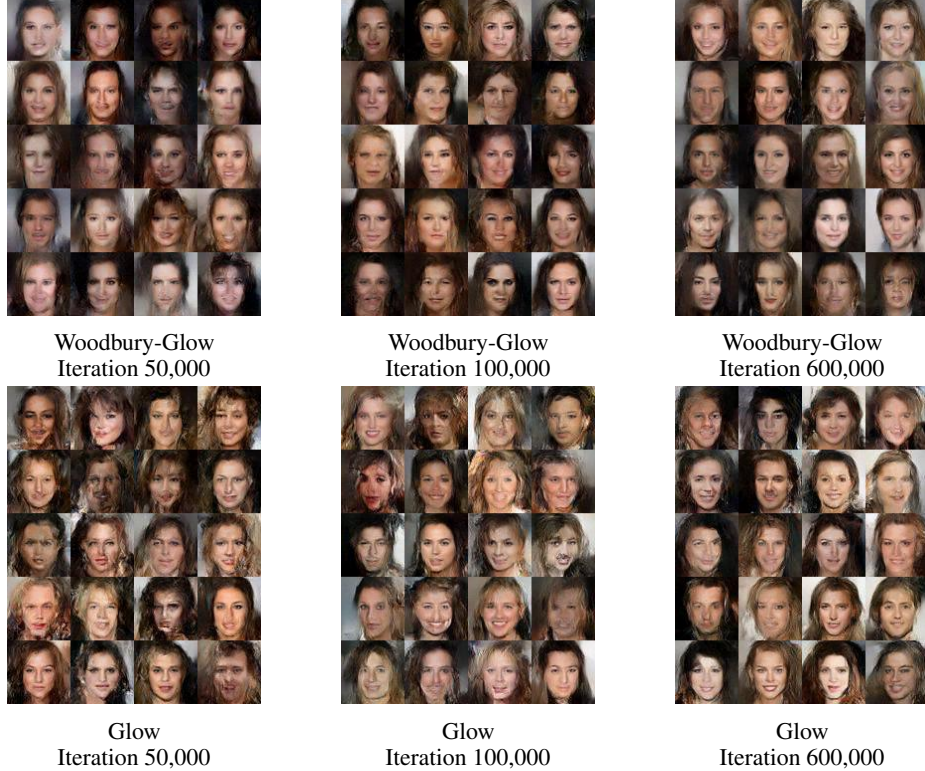 Woodbury-Glow
Iteration 50,000
Woodbury-Glow
Iteration 100,000
Woodbury-Glow
Iteration 600,000
Glow
Iteration 50,000
Glow
Iteration 100,000
Glow
Iteration 600,000